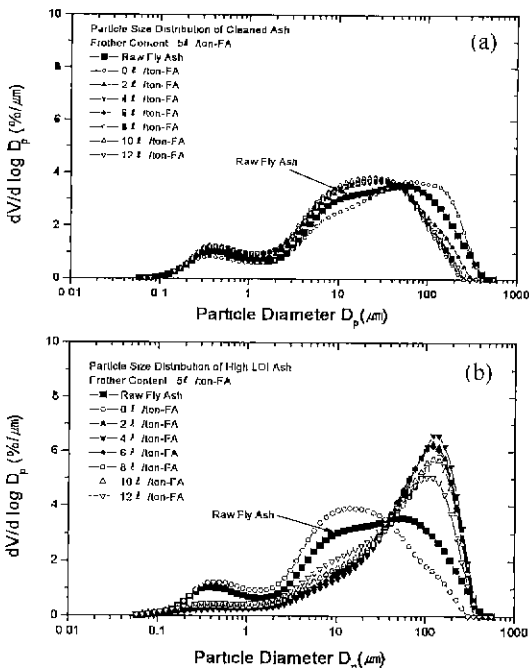 Particle Size Distribution of Cleaned Ash
Frother Content 5ℓ /ton-FA
(a)
Raw Fly Ash
0 ℓ /ton-FA
2 ℓ /ton-FA
4 ℓ /ton-FA
6 ℓ /ton-FA
8 ℓ /ton-FA
10 ℓ /ton-FA
12 ℓ /ton-FA
Raw Fly Ash
dV/d log Dp (%/μm)
10
8
6
4
2
0
0.01
0.1
1
10
100
1000
Particle Diameter Dp(μm)
Particle Size Distribution of High LOI Ash
Frother Content 5ℓ /ton-FA
(b)
Raw Fly Ash
0 ℓ /ton-FA
2 ℓ /ton-FA
4 ℓ /ton-FA
6 ℓ /ton-FA
8 ℓ /ton-FA
10 ℓ /ton-FA
12 ℓ /ton-FA
Raw Fly Ash
dV/d log Dp (%/μm)
10
8
6
4
2
0
0.01
0.1
1
10
100
1000
Particle Diameter Dp(μm)